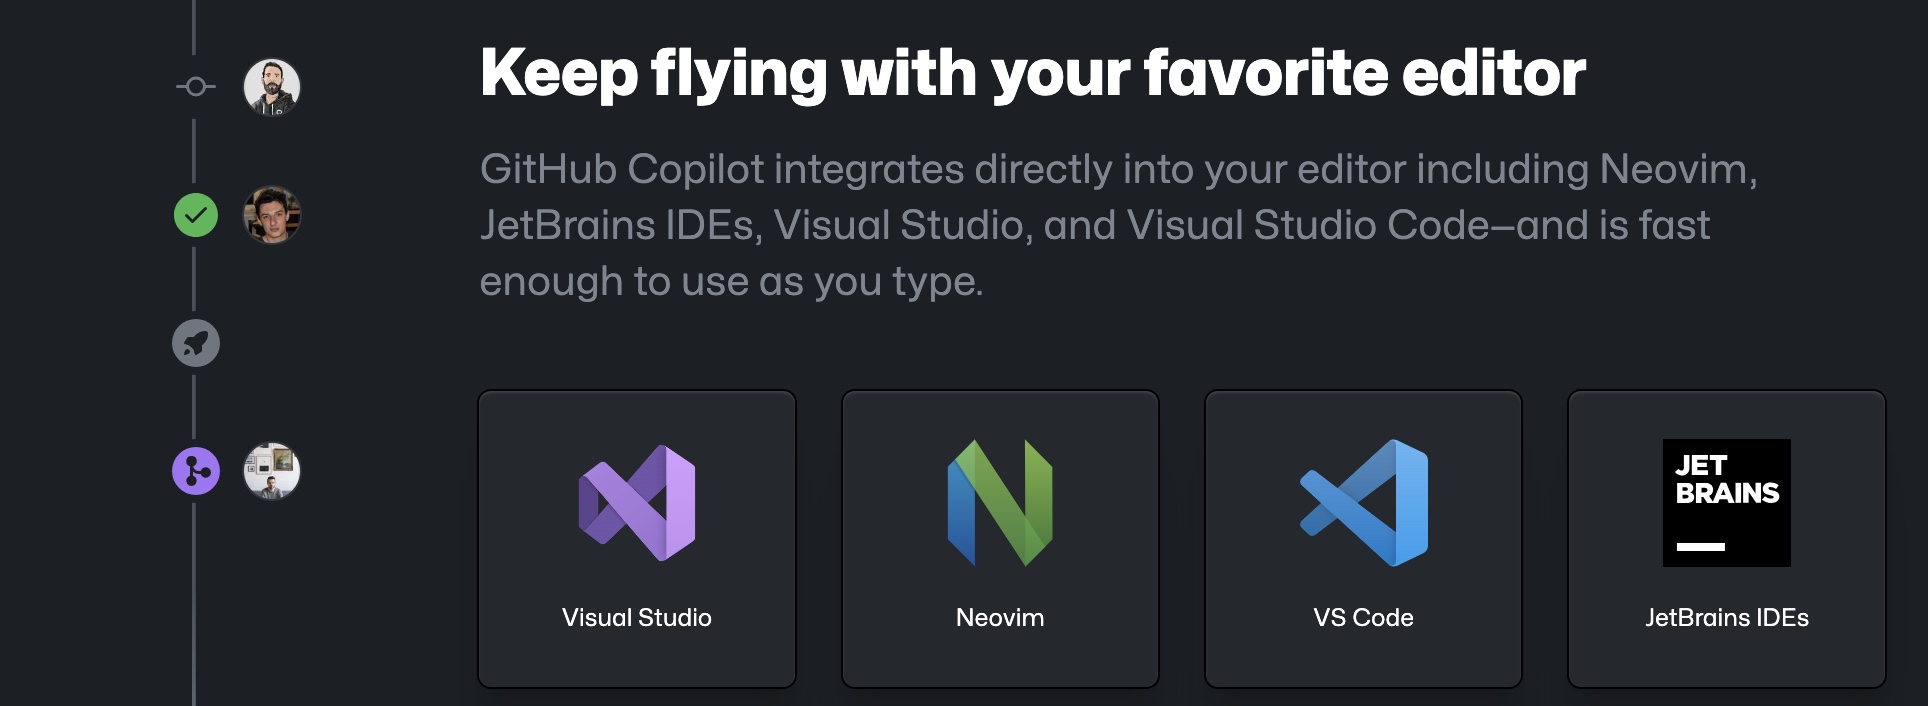 Keep flying with your favorite editor
GitHub Copilot integrates directly into your editor including Neovim,
JetBrains IDEs, Visual Studio, and Visual Studio Code—and is fast
enough to use as you type.
JET
BRAINS
Visual Studio
Neovim
VS Code
JetBrains IDEs